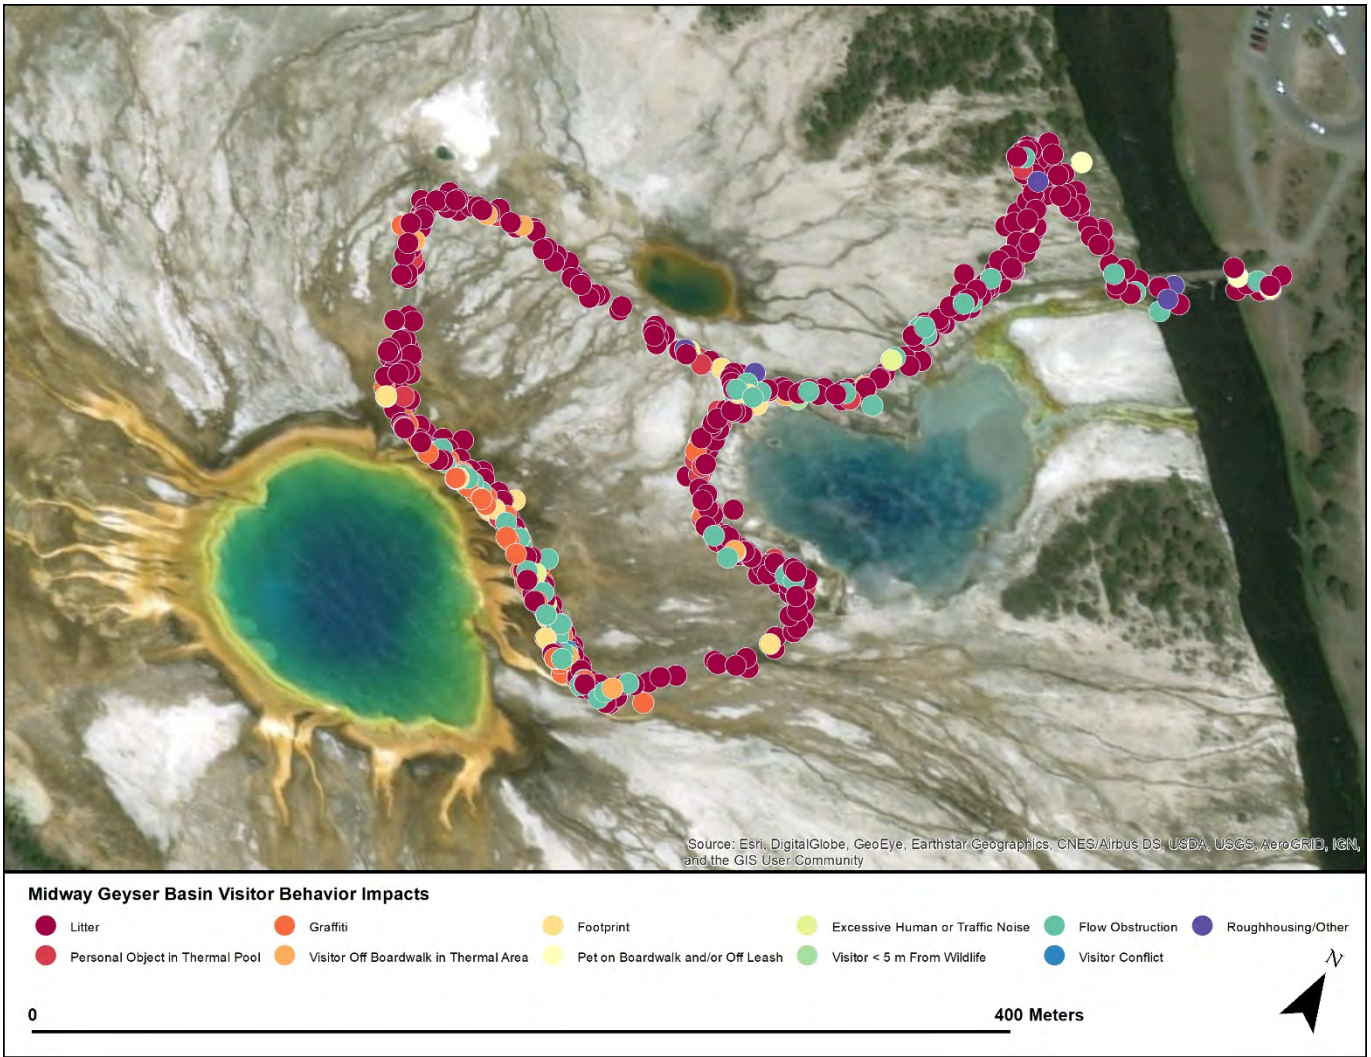 Source: Esri, DigitalGlobe, GeoEye, Earthstar Geographics, CNES/Airbus DS, USDA, USGS, AeroGRID, IGN,
and the GIS User Community
Midway Geyser Basin Visitor Behavior Impacts
Litter Graffiti Footprint Excessive Human or Traffic Noise Flow Obstruction Roughhousing/Other
Personal Object in Thermal Pool Visitor Off Boardwalk in Thermal Area Pet on Boardwalk and/or Off Leash Visitor < 5 m From Wildlife Visitor Conflict
N
0 400 Meters